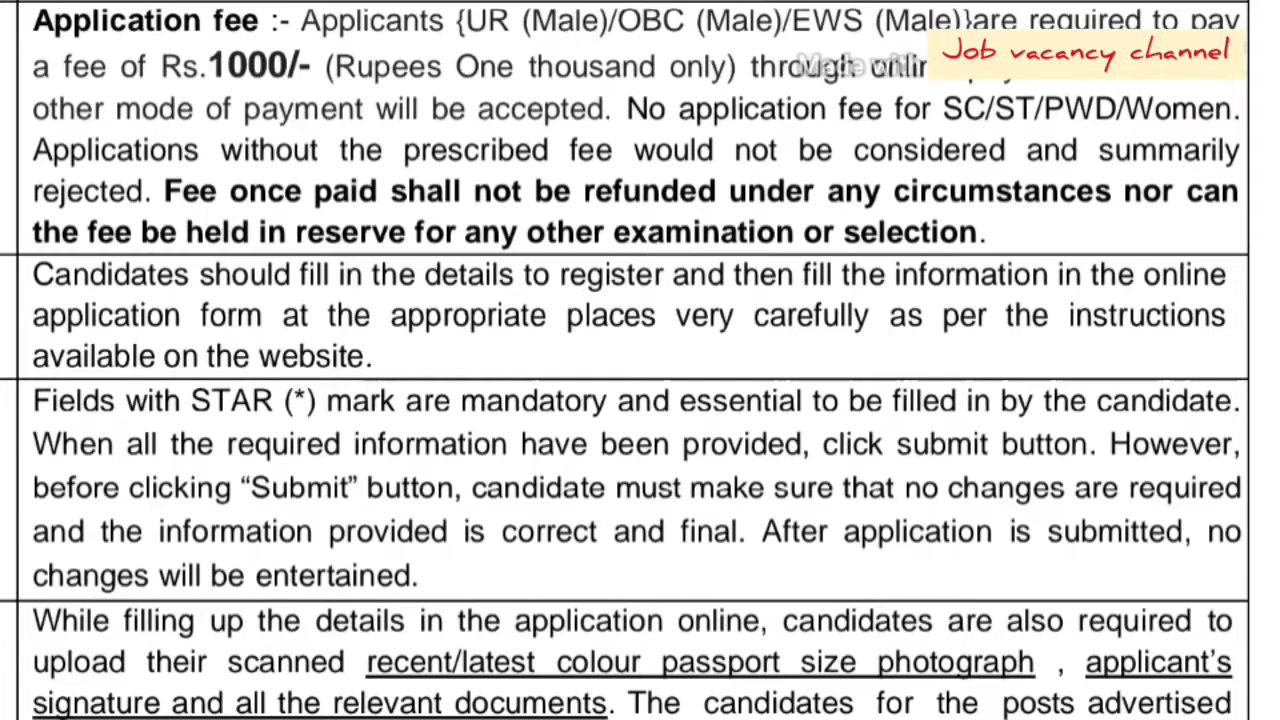 Application fee :- Applicants {UR (Male)/OBC (Male)/EWS (Male)}are required to pay
Job vacancy channel
a fee of Rs.1000/- (Rupees One thousand only) through
other mode of payment will be accepted. No application fee for SC/ST/PWD/Women.
Applications without the prescribed fee would not be considered and summarily
rejected. Fee once paid shall not be refunded under any circumstances nor can
the fee be held in reserve for any other examination or selection.
Candidates should fill in the details to register and then fill the information in the online
application form at the appropriate places very carefully as per the instructions
available on the website.
Fields with STAR (*) mark are mandatory and essential to be filled in by the candidate.
When all the required information have been provided, click submit button. However,
before clicking “Submit” button, candidate must make sure that no changes are required
and the information provided is correct and final. After application is submitted, no
changes will be entertained.
While filling up the details in the application online, candidates are also required to
upload their scanned recent/latest colour passport size photograph , applicant’s
signature and all the relevant documents. The candidates for the posts advertised